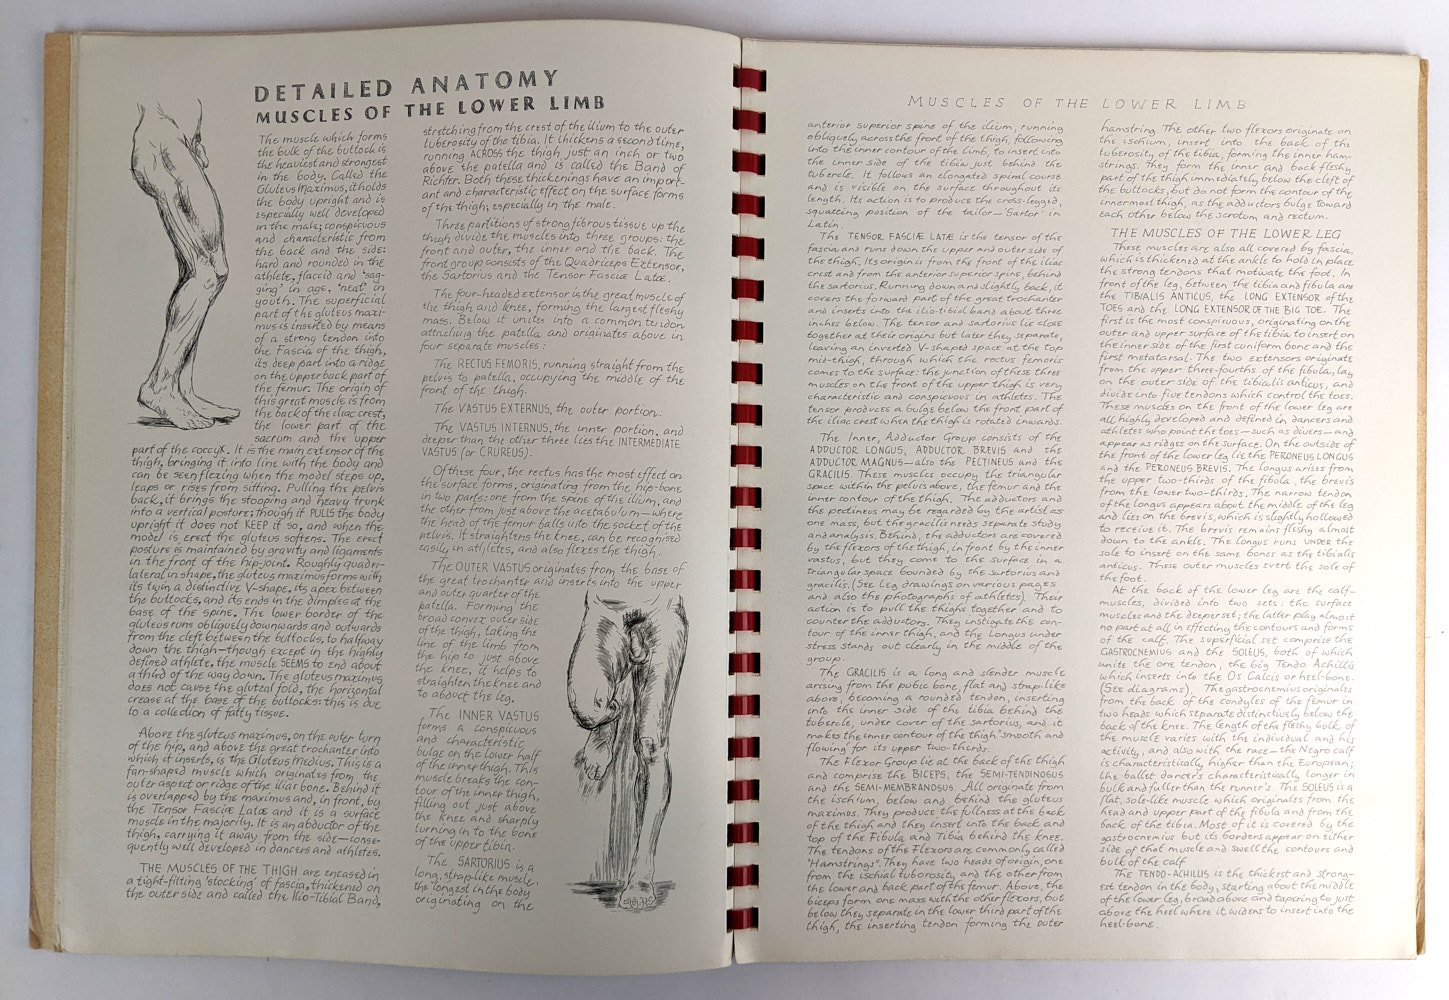 DETAILED ANATOMY
MUSCLES OF THE LOWER LIMB
The muscle which forms
the bulk of the buttock is
the heaviest and strongest
in the body. Called the
Gluteus Maximus, it holds
the body upright and is
especially well developed
in the male; conspicuous
and characteristic from
the back and the side:
hard and rounded in the
athlete, flaccid and 'sag-
ging' in age, 'neat' in
youth. The superficial
part of the gluteus maxi-
mus is inserted by means
of a strong tendon into
the Fascia of the thigh,
its deep part into a ridge
on the upper back part of
the femur. The origin of
this great muscle is from
the back of the iliac crest,
the lower part of the
sacrum and the upper
part of the coccyx. It is the main extensor of the
thigh, bringing it into line with the body and
can be seen flexing when the model steps up,
leaps or rises from sitting. Pulling the pelvis
back, it brings the stooping and heavy trunk
into a vertical posture; though it PULLS the body
upright it does not KEEP it so, and when the
model is erect the gluteus softens. The erect
posture is maintained by gravity and ligaments
in the front of the hip-joint. Roughly quadri-
lateral in shape, the gluteus maximus forms with
its twin a distinctive V-shape, its apex between
the buttocks, and its ends in the dimples at the
base of the spine. The lower border of the
gluteus runs obliquely downwards and outwards
from the cleft between the buttocks, to halfway
down the thigh—though except in the highly
defined athlete, the muscle SEEMS to end about
a third of the way down. The gluteus maximus
does not cause the gluteal fold, the horizontal
crease at the base of the buttocks: this is due
to a collection of fatty tissue.
Above the gluteus maximus, on the outer turn
of the hip, and above the great trochanter into
which it inserts, is the Gluteus Medius. This is a
fan-shaped muscle which originates from the
outer aspect or ridge of the iliac bone. Behind it
is overlapped by the maximus and, in front, by
the Tensor Fasciæ Latæ and it is a surface
muscle in the majority. It is an abductor of the
thigh, carrying it away from the side—conse-
quently well developed in dancers and athletes.
THE MUSCLES OF THE THIGH are encased in
a tight-fitting 'stocking' of fascia, thickened on
the outer side and called the Ilio-Tibial Band,
stretching from the crest of the ilium to the outer
tuberosity of the tibia. It thickens a second time,
running ACROSS the thigh just an inch or two
above the patella and is called the Band of
Richter. Both these thickenings have an import-
ant and characteristic effect on the surface forms
of the thigh; especially in the male.
Three partitions of strong fibrous tissue up the
thigh divide the muscles into three groups: the
front and outer, the inner and the back. The
front group consists of the Quadriceps Extensor,
the Sartorius and the Tensor Fasciæ Latæ.
The four-headed extensor is the great muscle of
the thigh and knee, forming the largest fleshy
mass. Below it unites into a common tendon
attaching the patella and originates above in
four separate muscles:
The RECTUS FEMORIS, running straight from the
pelvis to patella, occupying the middle of the
front of the thigh.
The VASTUS EXTERNUS, the outer portion.
The VASTUS INTERNUS, the inner portion, and
deeper than the other three lies the INTERMEDIATE
VASTUS (or CRUREUS).
Of these four, the rectus has the most effect on
the surface forms, originating from the hip-bone
in two parts: one from the spine of the ilium, and
the other from just above the acetabulum—where
the head of the femur balls into the socket of the
pelvis. It straightens the knee, can be recognised
easily in athletes, and also flexes the thigh.
The OUTER VASTUS originates from the base of
the great trochanter and inserts into the upper
and outer quarter of the
patella. Forming the
broad convex outer side
of the thigh, taking the
line of the limb from
the hip to just above
the knee, it helps to
straighten the knee and
to abduct the leg.
The INNER VASTUS
forms a conspicuous
and characteristic
bulge on the lower half
of the inner thigh. This
muscle breaks the con-
tour of the inner thigh,
filling out just above
the knee and sharply
turning in to the bone
of the upper tibia.
The SARTORIUS is a
long, strap-like muscle,
the longest in the body
originating on the
MUSCLES OF THE LOWER LIMB
anterior superior spine of the ilium, running
obliquely across the front of the thigh, following
into the inner contour of the limb, to insert into
the inner side of the tibia just behind the
tubercle. It follows an elongated spiral course
and is visible on the surface throughout its
length. Its action is to produce the cross-legged,
squatting position of the tailor—'Sartor' in
Latin.
The TENSOR FASCIÆ LATÆ is the tensor of the
fascia and runs down the upper and outer side of
the thigh. Its origin is from the front of the iliac
crest and from the anterior superior spine, behind
the sartorius. Running down and slightly back, it
covers the forward part of the great trochanter
and inserts into the ilio-tibial band about three
inches below. The tensor and sartorius lie close
together at their origins but later they separate,
leaving an inverted V-shaped space at the top
mid-thigh, through which the rectus femoris
comes to the surface: the junction of these three
muscles on the front of the upper thigh is very
characteristic and conspicuous in athletes. The
tensor produces a bulge below the front part of
the iliac crest when the thigh is rotated inwards.
The Inner, Adductor Group consists of the
ADDUCTOR LONGUS, ADDUCTOR BREVIS and the
ADDUCTOR MAGNUS—also the PECTINEUS and the
GRACILIS. These muscles occupy the triangular
space within the pelvis above, the femur and the
inner contour of the thigh. The adductors and
the pectineus may be regarded by the artist as
one mass, but the gracilis needs separate study
and analysis. Behind, the adductors are covered
by the flexors of the thigh, in front by the inner
vastus, but they come to the surface in a
triangular space bounded by the sartorius and
gracilis. (See Leg drawings on various pages
and also the photographs of athletes). Their
action is to pull the thighs together and to
counter the adductors. They instigate the con-
tour of the inner thigh, and the Longus under
stress stands out clearly in the middle of the
group.
The GRACILIS is a long and slender muscle
arising from the pubic bone, flat and strap-like
above, becoming a rounded tendon, inserting
into the inner side of the tibia behind the
tubercle, under cover of the sartorius, and it
makes the inner contour of the thigh 'smooth and
flowing' for its upper two-thirds.
The Flexor Group lie at the back of the thigh
and comprise the BICEPS, the SEMI-TENDINOSUS
and the SEMI-MEMBRANOSUS. All originate from
the ischium, below and behind the gluteus
maximus. They produce the fullness at the back
of the thigh and they insert into the back and
top of the Fibula and Tibia behind the knee.
The tendons of the Flexors are commonly called
'Hamstrings'. They have two heads of origin, one
from the ischial tuborosity and the other from
the lower and back part of the femur. Above, the
biceps form one mass with the other flexors, but
below they separate in the lower third part of the
thigh, the inserting tendon forming the outer
hamstring. The other two flexors originate on
the ischium, insert into the back of the
tuberosity, of the tibia, forming the inner ham-
strings. They form the inner and back fleshy
part of the thigh immediately below the cleft of
the buttocks, but do not form the contour of the
innermost thigh, as the adductors bulge toward
each other below the scrotum and rectum.
THE MUSCLES OF THE LOWER LEG
These muscles are also all covered by fascia,
which is thickened at the ankle to hold in place
the strong tendons that motivate the foot. In
front of the leg, between the tibia and fibula are
the TIBIALIS ANTICUS, the LONG EXTENSOR of the
TOES and the LONG EXTENSOR OF THE BIG TOE. The
first is the most conspicuous, originating on the
outer and upper surface of the tibia to insert on
the inner side of the first cuniform bone and the
first metatarsal. The two extensors originate
from the upper three-fourths of the fibula, lay
on the outer side of the tibialis anticus, and
divide into five tendons which control the toes.
These muscles on the front of the lower leg are
all highly developed and defined in dancers and
athletes who point the toes—such as divers—and
appear as ridges on the surface. On the outside of
the front of the lower leg lie the PERONEUS LONGUS
and the PERONEUS BREVIS. The longus arises from
the upper two-thirds of the fibula, the brevis
from the lower two-thirds. The narrow tendon
of the longus appears about the middle of the leg
and lies on the brevis, which is slightly hollowed
to receive it. The brevis remains fleshy almost
down to the ankle. The longus runs UNDER the
sole to insert on the same bones as the tibialis
anticus. These outer muscles evert the sole of
the foot.
At the back of the lower leg are the calf-
muscles, divided into two sets: the surface
muscles and the deeper set; the latter play almost
no part at all in effecting the contours and forms
of the calf. The superficial set comprise the
GASTROCNEMIUS and the SOLEUS, both of which
unite the one tendon, the big Tendo Achillis
which inserts into the Os Calcis or heel-bone.
(See diagrams). The gastrocnemius originates
from the back of the condyles of the femur in
two heads which separate distinctively below the
back of the knee. The length of the fleshy bulk of
the muscle varies with the individual and his
activity, and also with the race—the Negro calf
is characteristically higher than the European;
the ballet dancer's characteristically longer in
bulk and fuller than the runner's. The SOLEUS is a
flat, sole-like muscle which originates from the
head and upper part of the fibula and from the
back of the tibia. Most of it is covered by the
gastrocnemius but its borders appear on either
side of that muscle and swell the contours and
bulk of the calf
The TENDO-ACHILLIS is the thickest and strong-
est tendon in the body, starting about the middle
of the lower leg, broad above and tapering to just
above the heel where it widens to insert into the
heel-bone.